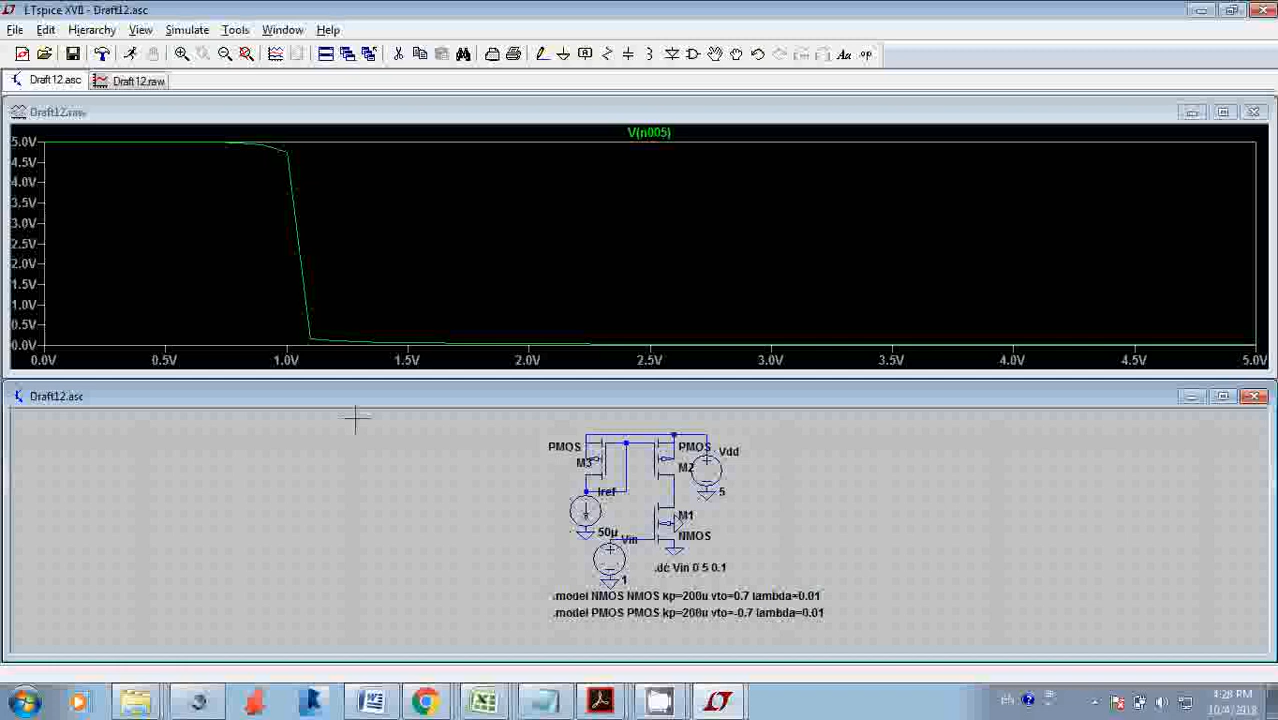 LTspice XVII - Draft12.asc
File Edit Hierarchy View Simulate Tools Window Help
Draft12.asc Draft12.raw
Draft12.raw
V(n005)
5.0V
4.5V
4.0V
3.5V
3.0V
2.5V
2.0V
1.5V
1.0V
0.5V
0.0V
0.0V 0.5V 1.0V 1.5V 2.0V 2.5V 3.0V 3.5V 4.0V 4.5V 5.0V
Draft12.asc
PMOS PMOS Vdd
M3 M2
Iref 5
M1
50µ Vin NMOS
.dc Vin 0 5 0.1
1
.model NMOS NMOS kp=200u vto=0.7 lambda=0.01
.model PMOS PMOS kp=200u vto=-0.7 lambda=0.01
4:28 PM
10/4/2018